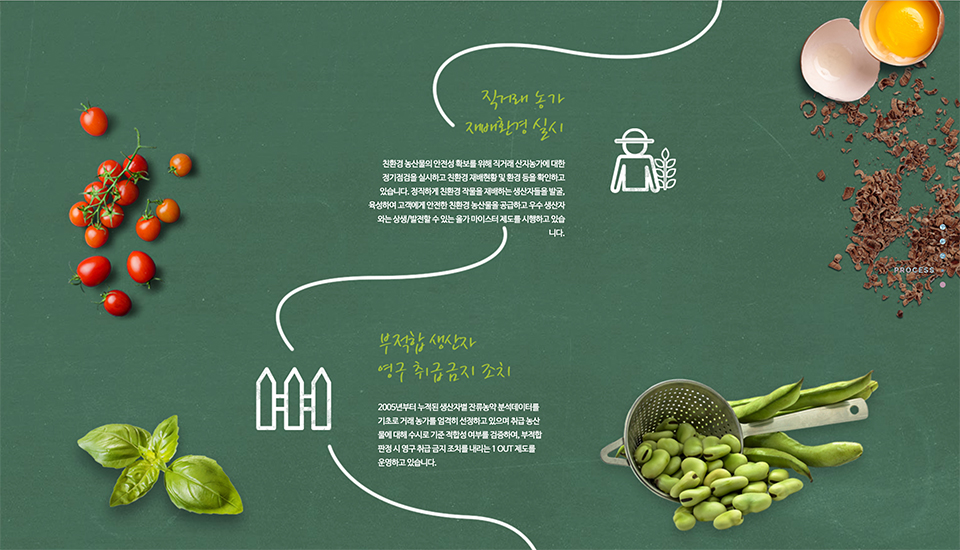 직거래 농가
재배환경 실시
친환경 농산물의 안전성 확보를 위해 직거래 산지농가에 대한
정기점검을 실시하고 친환경 재배현황 및 환경 등을 확인하고
있습니다. 정직하게 친환경 작물을 재배하는 생산자들을 발굴,
육성하여 고객에게 안전한 친환경 농산물을 공급하고 우수 생산자
와는 상생/발전할 수 있는 올가 마이스터 제도를 시행하고 있습
니다.
PROCESS
부적합 생산자
영구 취급금지 조치
2005년부터 누적된 생산자별 잔류농약 분석데이터를
기초로 거래 농가를 엄격히 선정하고 있으며 취급 농산
물에 대해 수시로 기준 적합성 여부를 검증하여, 부적합
판정 시 영구 취급 금지 조치를 내리는 1 OUT 제도를
운영하고 있습니다.